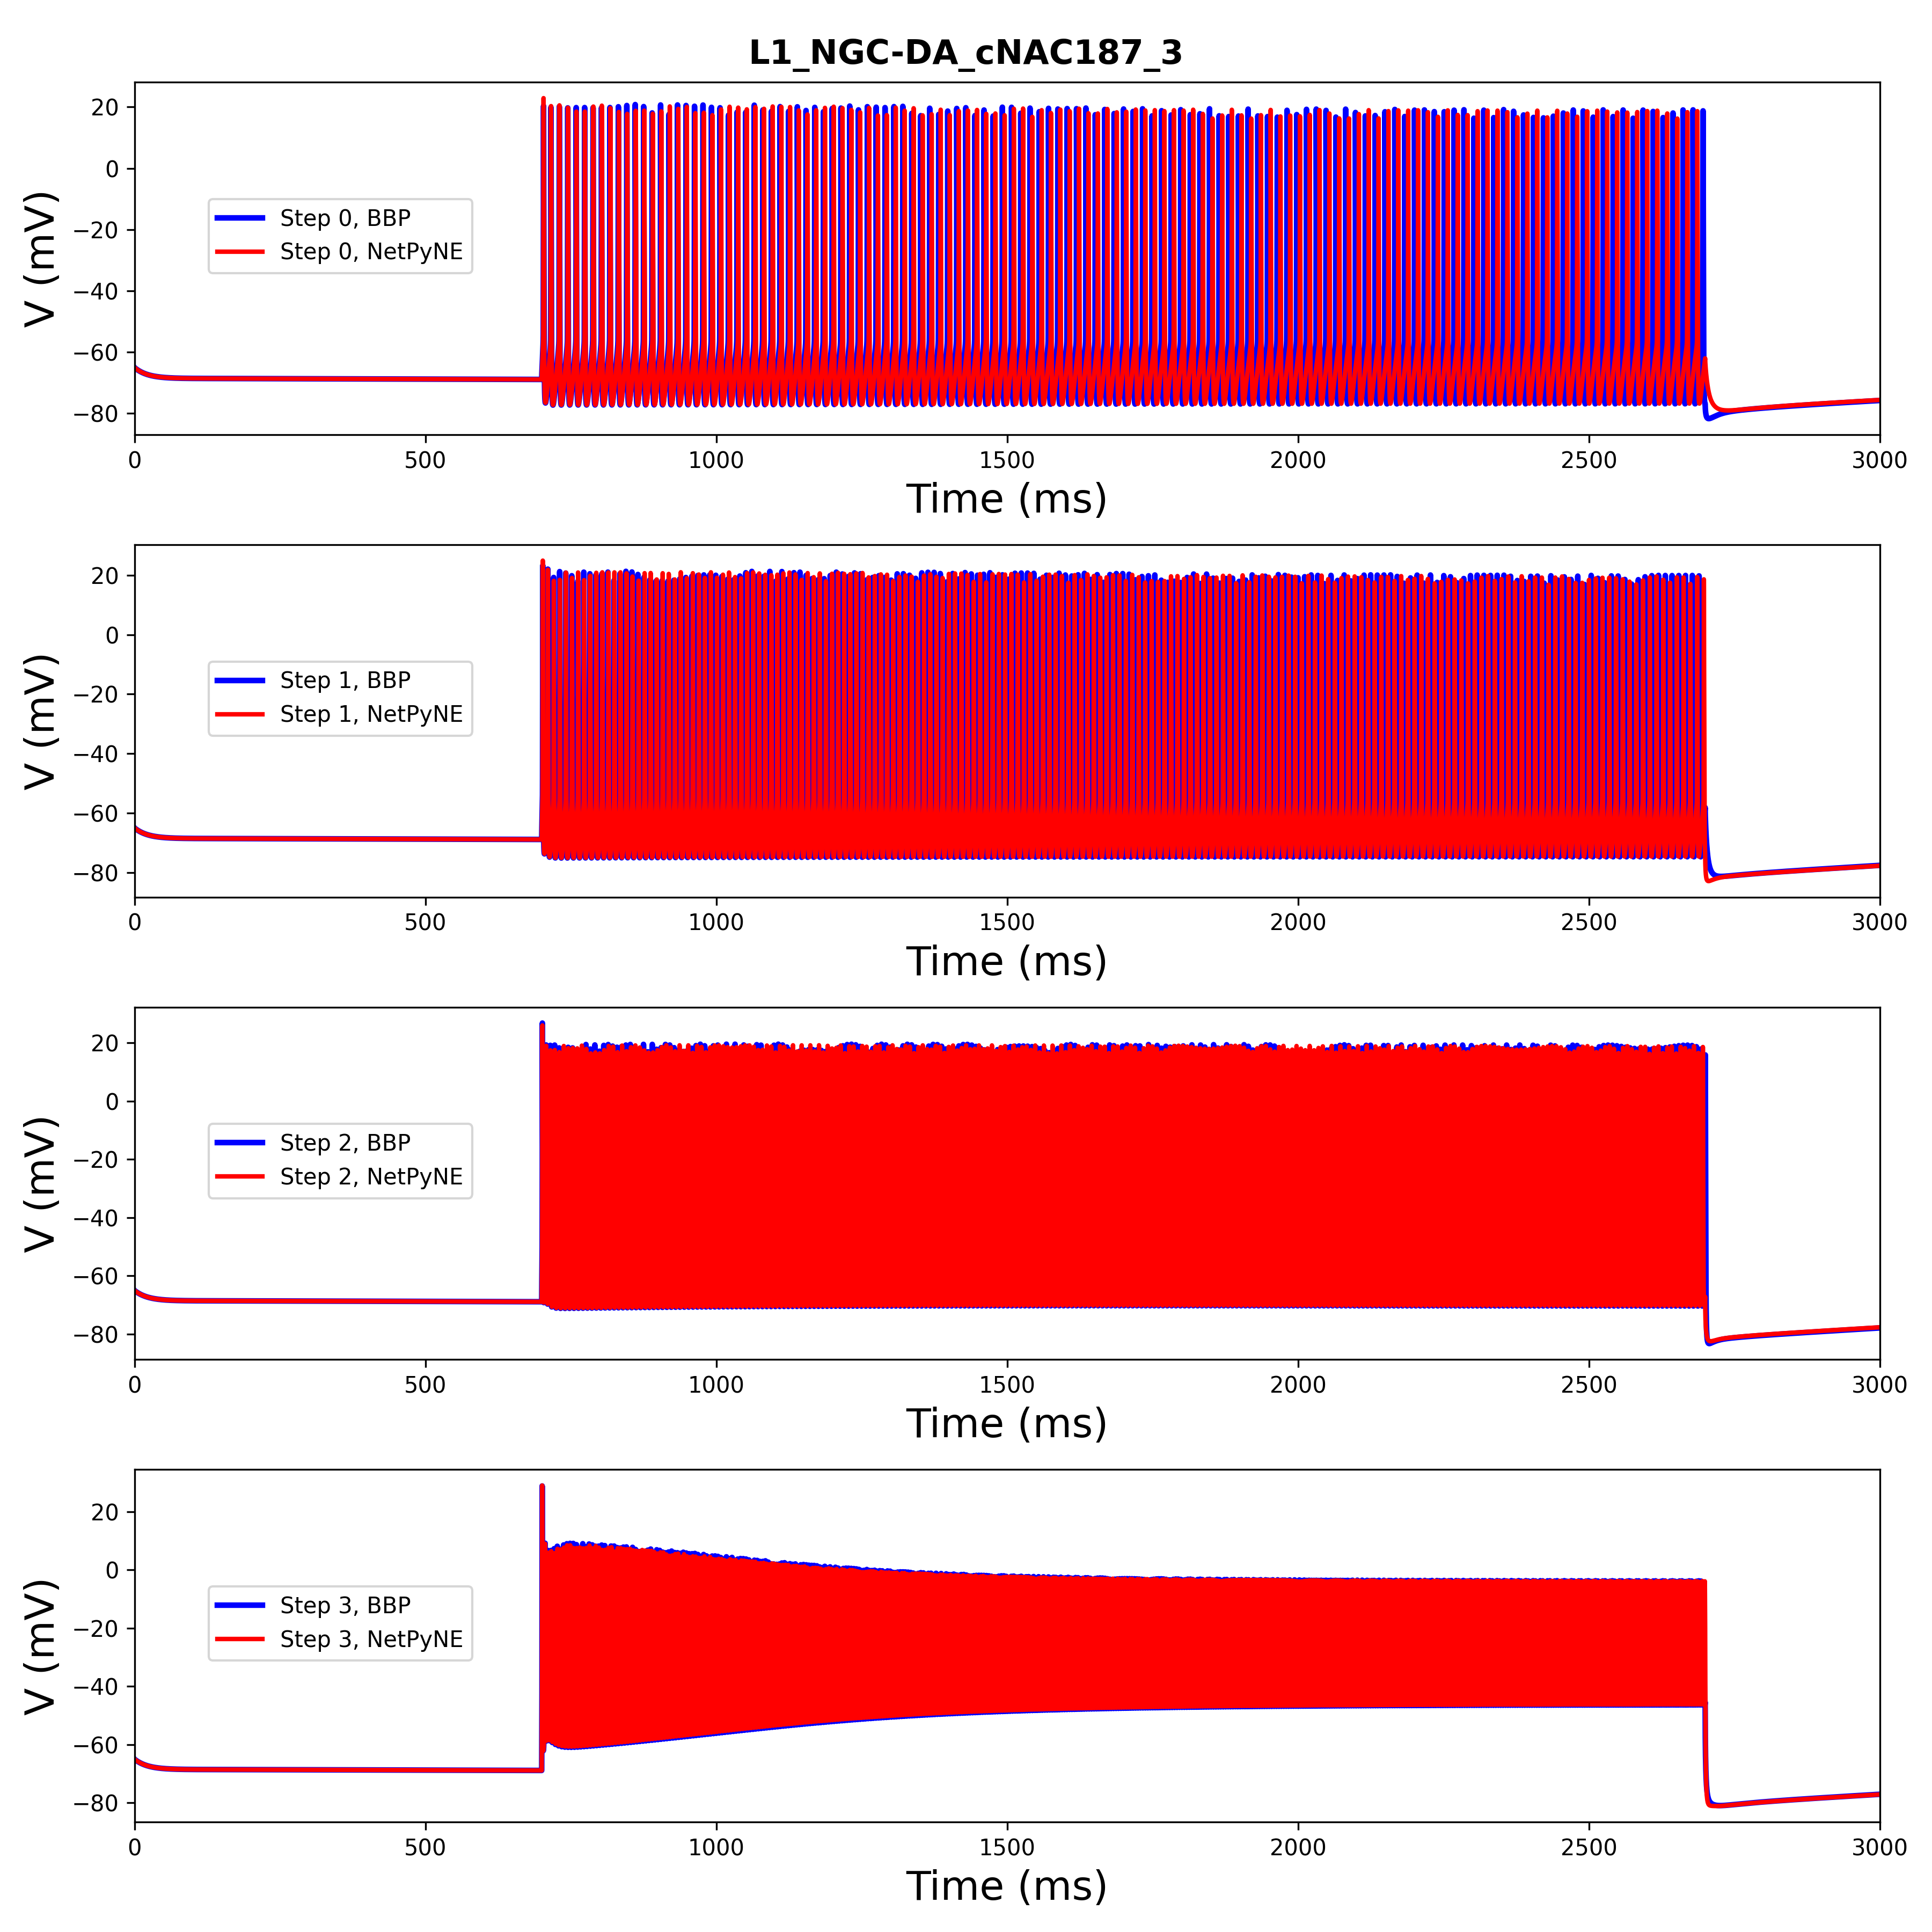 L1_NGC-DA_cNAC187_3
20
0
−20
−40
−60
−80
V (mV)
Step 0, BBP
Step 0, NetPyNE
0 500 1000 1500 2000 2500 3000
Time (ms)
20
0
−20
−40
−60
−80
V (mV)
Step 1, BBP
Step 1, NetPyNE
0 500 1000 1500 2000 2500 3000
Time (ms)
20
0
−20
−40
−60
−80
V (mV)
Step 2, BBP
Step 2, NetPyNE
0 500 1000 1500 2000 2500 3000
Time (ms)
20
0
−20
−40
−60
−80
V (mV)
Step 3, BBP
Step 3, NetPyNE
0 500 1000 1500 2000 2500 3000
Time (ms)